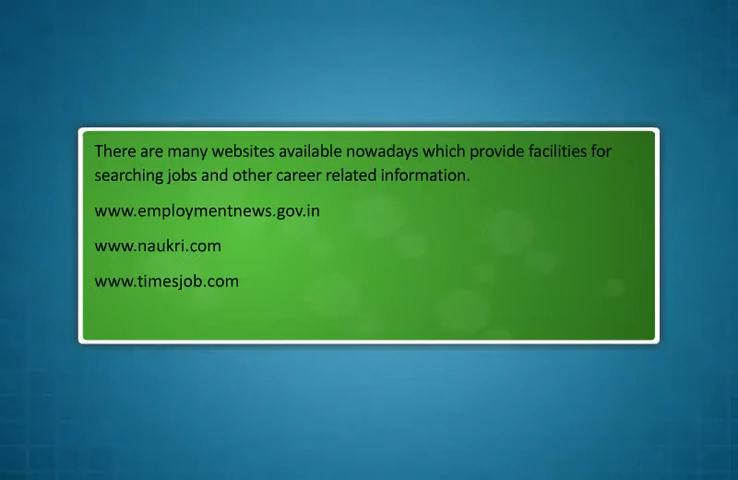 There are many websites available nowadays which provide facilities for
searching jobs and other career related information.
www.employmentnews.gov.in
www.naukri.com
www.timesjob.com